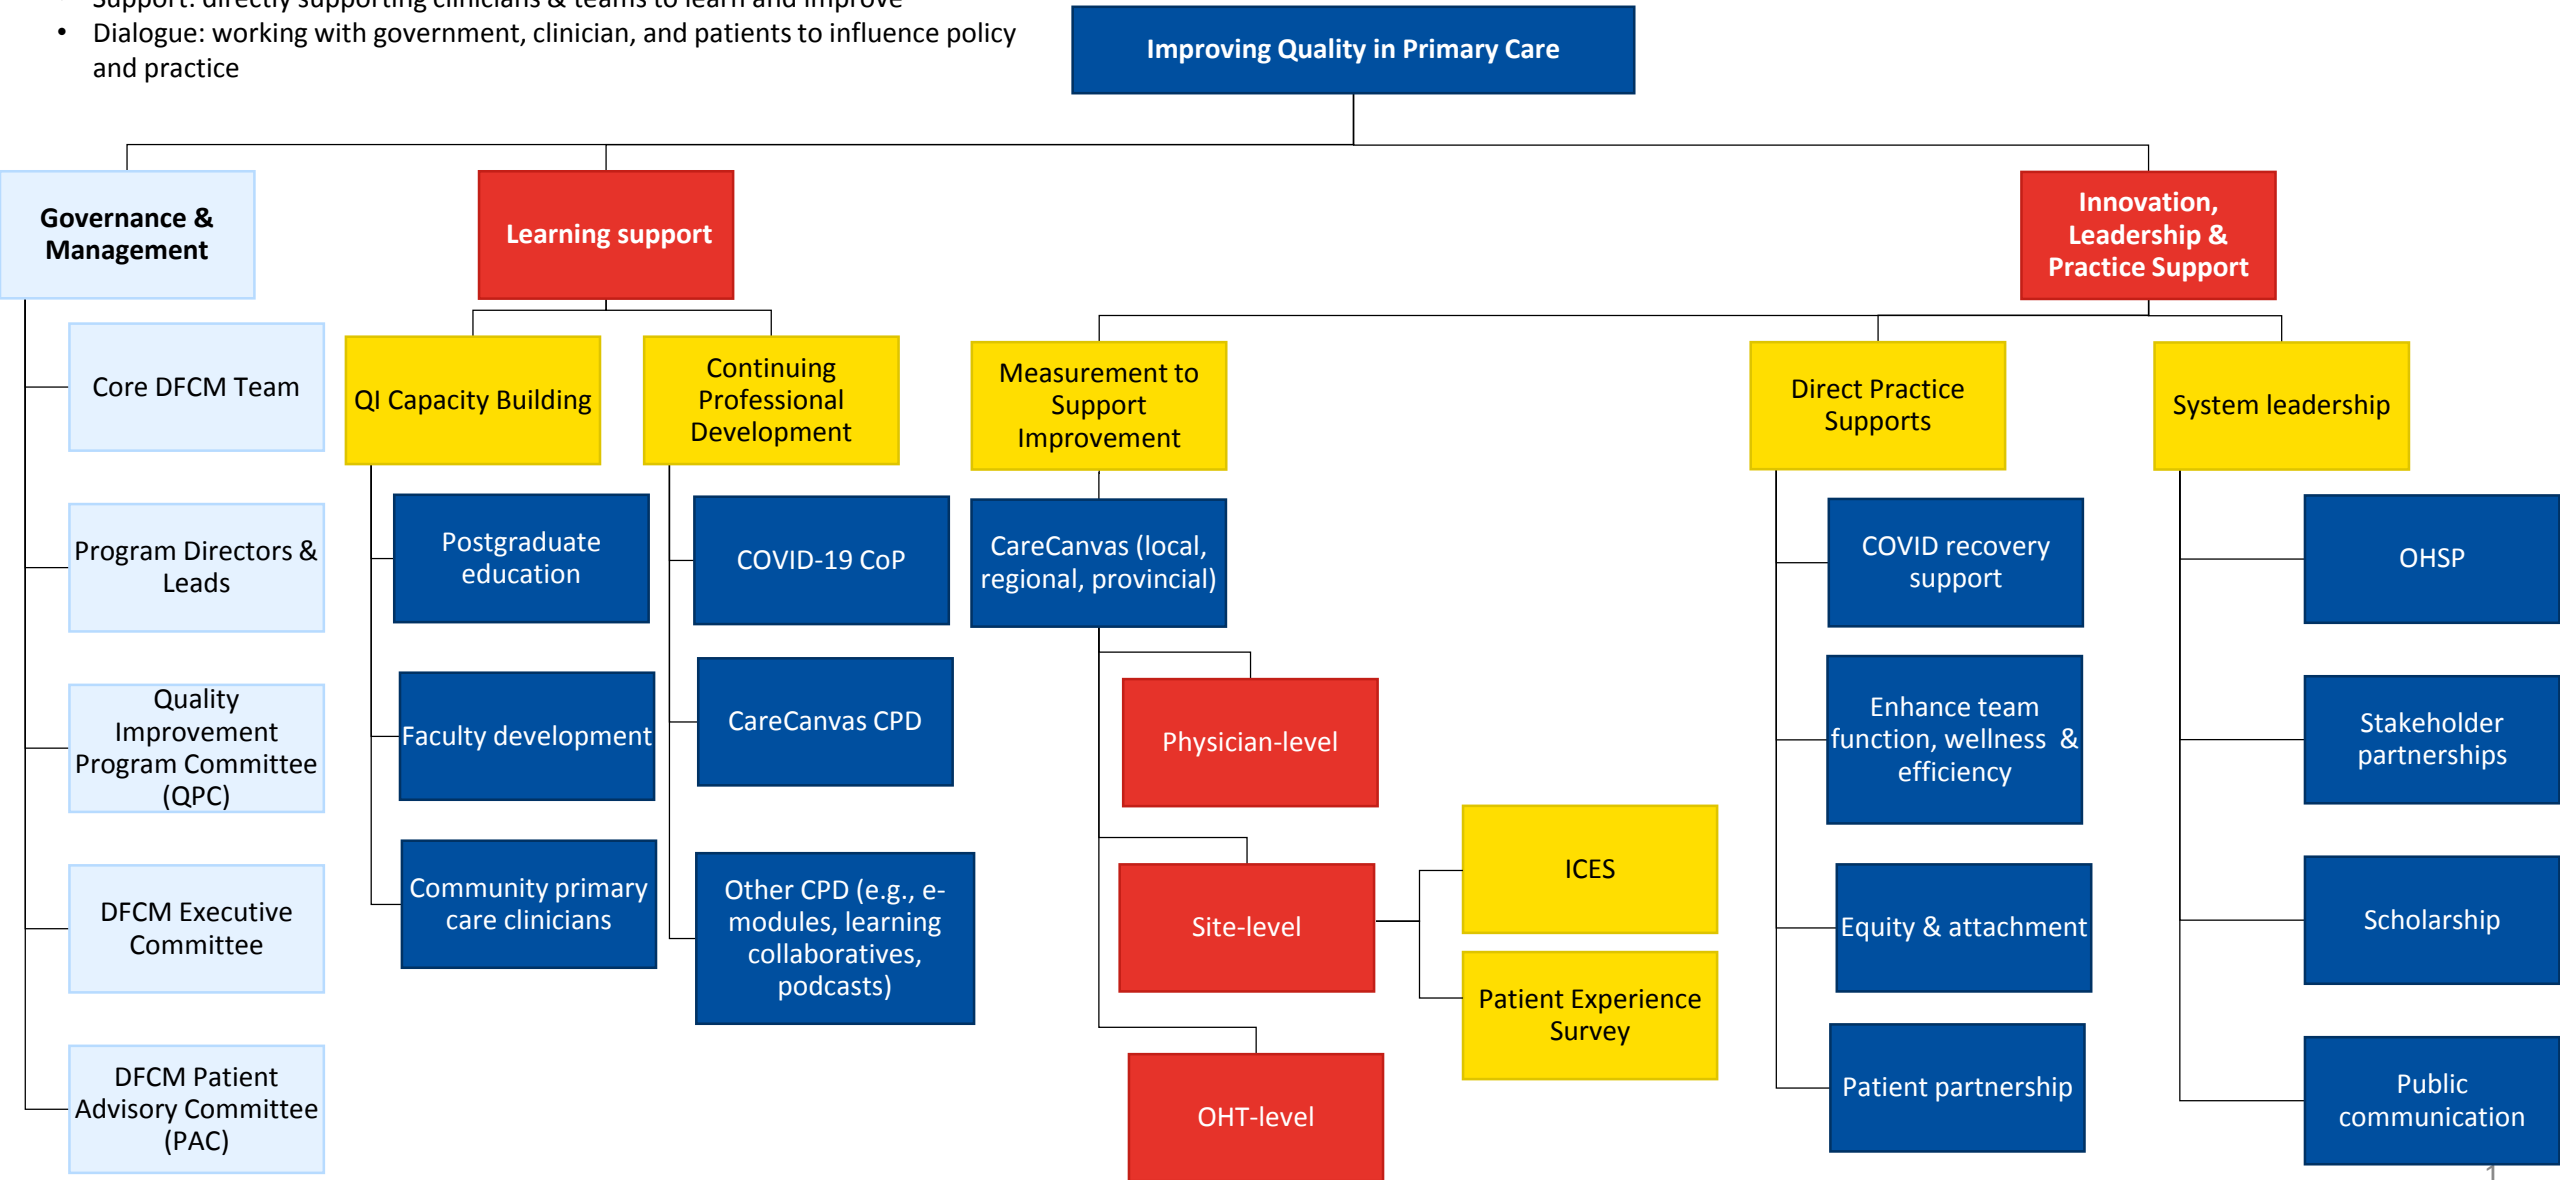 Support: directly supporting clinicians & teams to learn and improve
• Dialogue: working with government, clinician, and patients to influence policy
and practice
Improving Quality in Primary Care
Governance &
Management
Learning support
Innovation,
Leadership &
Practice Support
Core DFCM Team
Program Directors &
Leads
Quality
Improvement
Program Committee
(QPC)
DFCM Executive
Committee
DFCM Patient
Advisory Committee
(PAC)
QI Capacity Building
Postgraduate
education
Faculty development
Community primary
care clinicians
Continuing
Professional
Development
COVID-19 CoP
CareCanvas CPD
Other CPD (e.g., e-
modules, learning
collaboratives,
podcasts)
Measurement to
Support
Improvement
CareCanvas (local,
regional, provincial)
Physician-level
Site-level
ICES
Patient Experience
Survey
OHT-level
Direct Practice
Supports
COVID recovery
support
Enhance team
function, wellness &
efficiency
Equity & attachment
Patient partnership
System leadership
OHSP
Stakeholder
partnerships
Scholarship
Public
communication
1